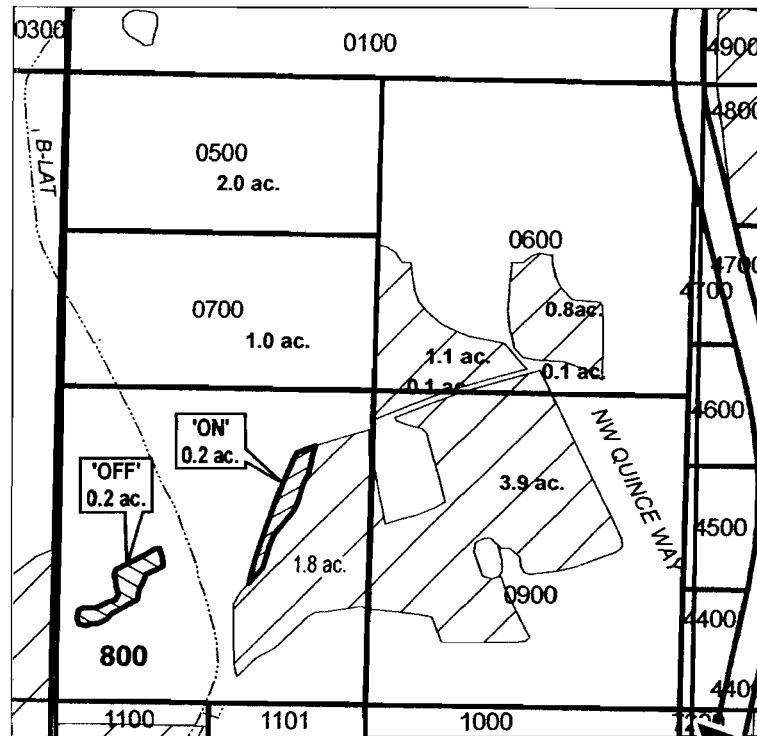 0300
0100
4900
4800
B-LAT
0500
2.0 ac.
0600
4700
4700
0700
1.0 ac.
0.8ac.
1.1 ac.
0.1 ac.
0.1 ac.
4600
'ON'
0.2 ac.
'OFF'
0.2 ac.
NW QUINCE WAY
3.9 ac.
4500
1.8 ac.
0900
4400
800
4400
1100
1101
1000